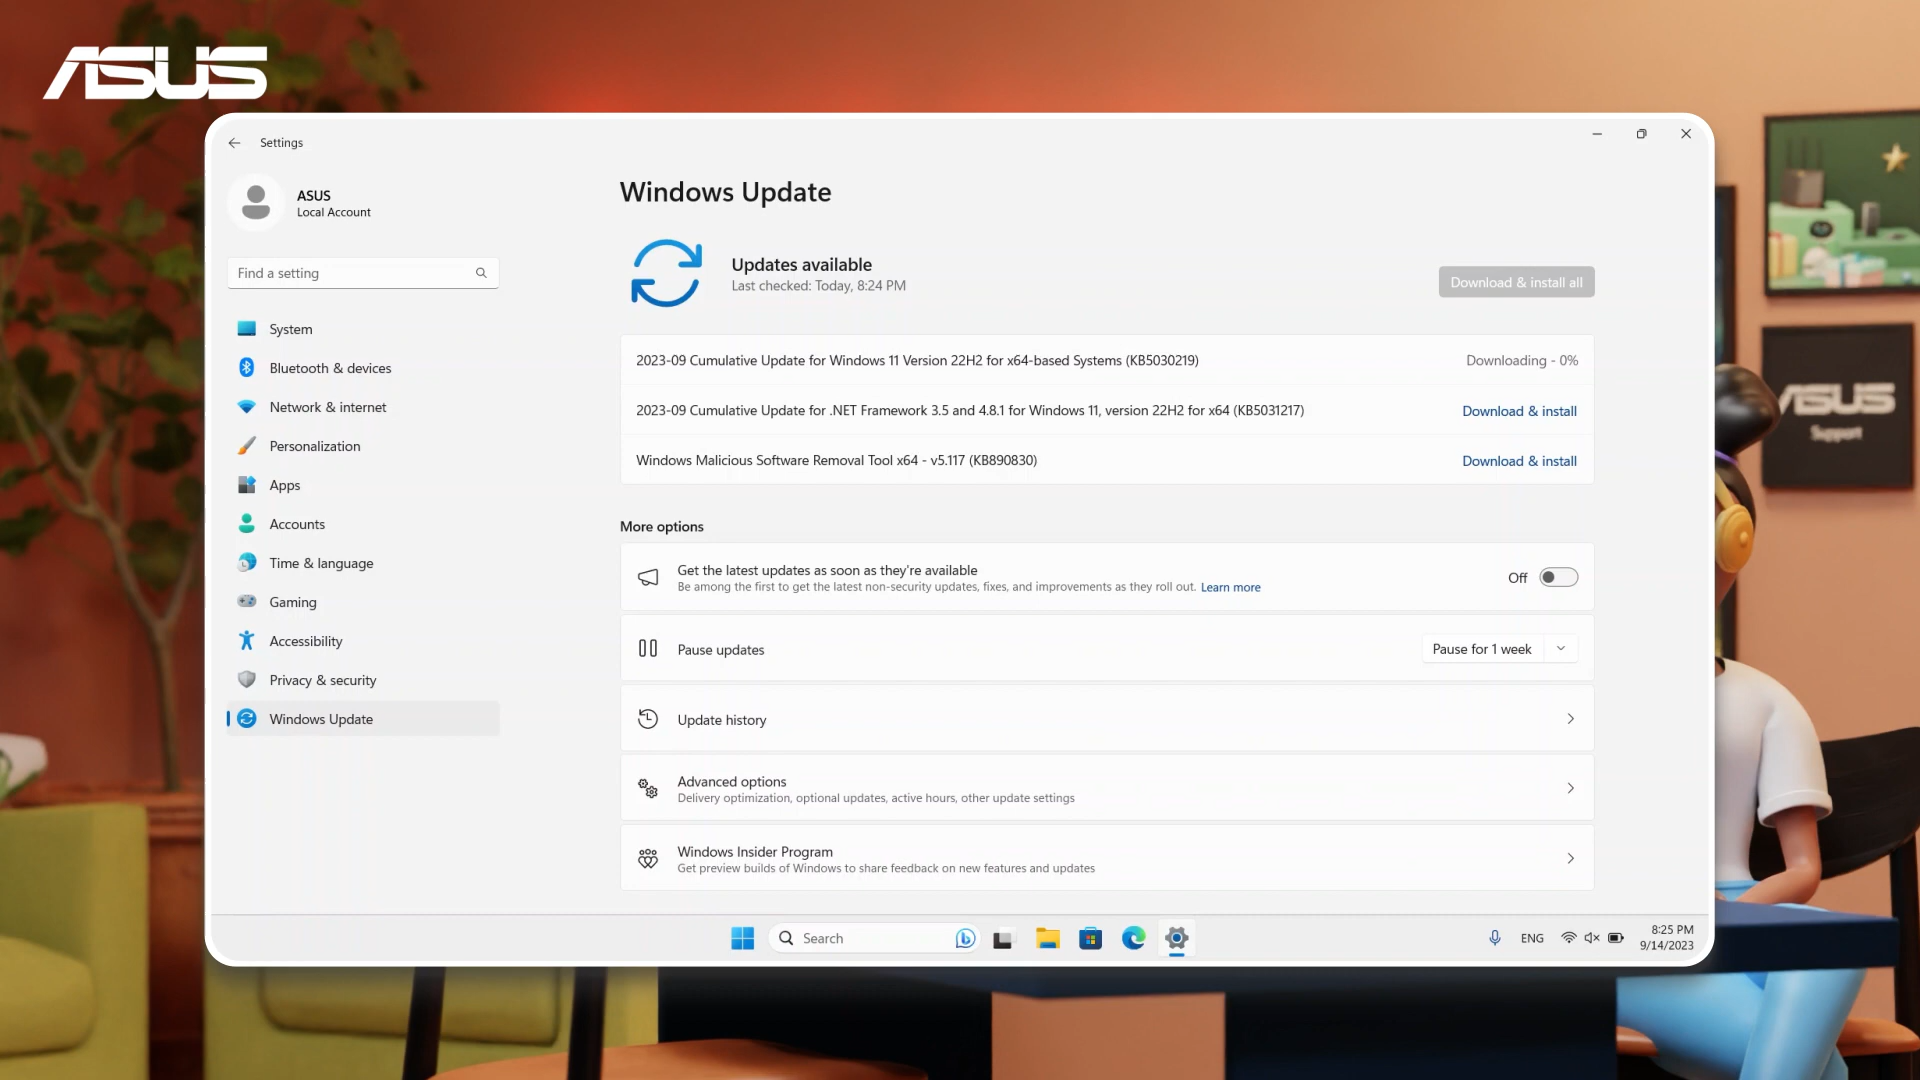 ASUS
Settings
ASUS
Local Account
Find a setting
System
Bluetooth & devices
Network & internet
Personalization
Apps
Accounts
Time & language
Gaming
Accessibility
Privacy & security
Windows Update
Windows Update
Updates available
Last checked: Today, 8:24 PM
Download & install all
2023-09 Cumulative Update for Windows 11 Version 22H2 for x64-based Systems (KB5030219)
Downloading - 0%
2023-09 Cumulative Update for .NET Framework 3.5 and 4.8.1 for Windows 11, version 22H2 for x64 (KB5031217)
Download & install
Windows Malicious Software Removal Tool x64 - v5.117 (KB890830)
Download & install
More options
Get the latest updates as soon as they're available
Be among the first to get the latest non-security updates, fixes, and improvements as they roll out. Learn more
Off
Pause updates
Pause for 1 week
Update history
Advanced options
Delivery optimization, optional updates, active hours, other update settings
Windows Insider Program
Get preview builds of Windows to share feedback on new features and updates
Search
ENG
8:25 PM
9/14/2023
ASUS
Support